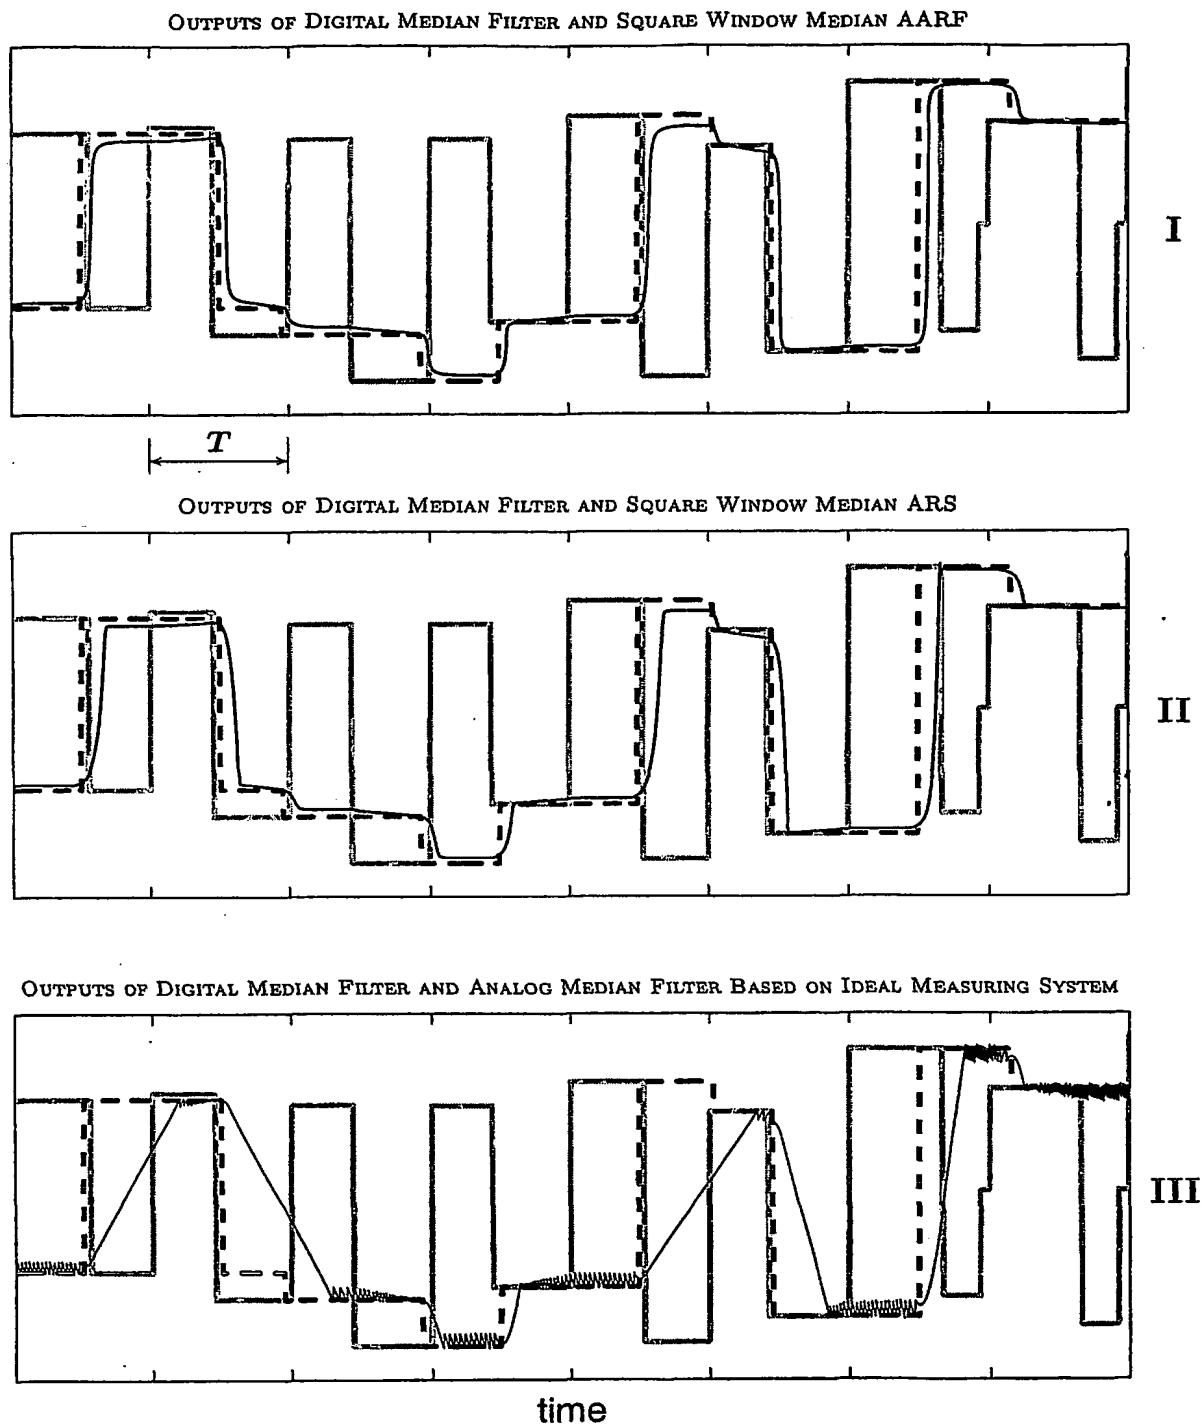 OUTPUTS OF DIGITAL MEDIAN FILTER AND SQUARE WINDOW MEDIAN AARF
I
T
OUTPUTS OF DIGITAL MEDIAN FILTER AND SQUARE WINDOW MEDIAN ARS
II
OUTPUTS OF DIGITAL MEDIAN FILTER AND ANALOG MEDIAN FILTER BASED ON IDEAL MEASURING SYSTEM
III
time